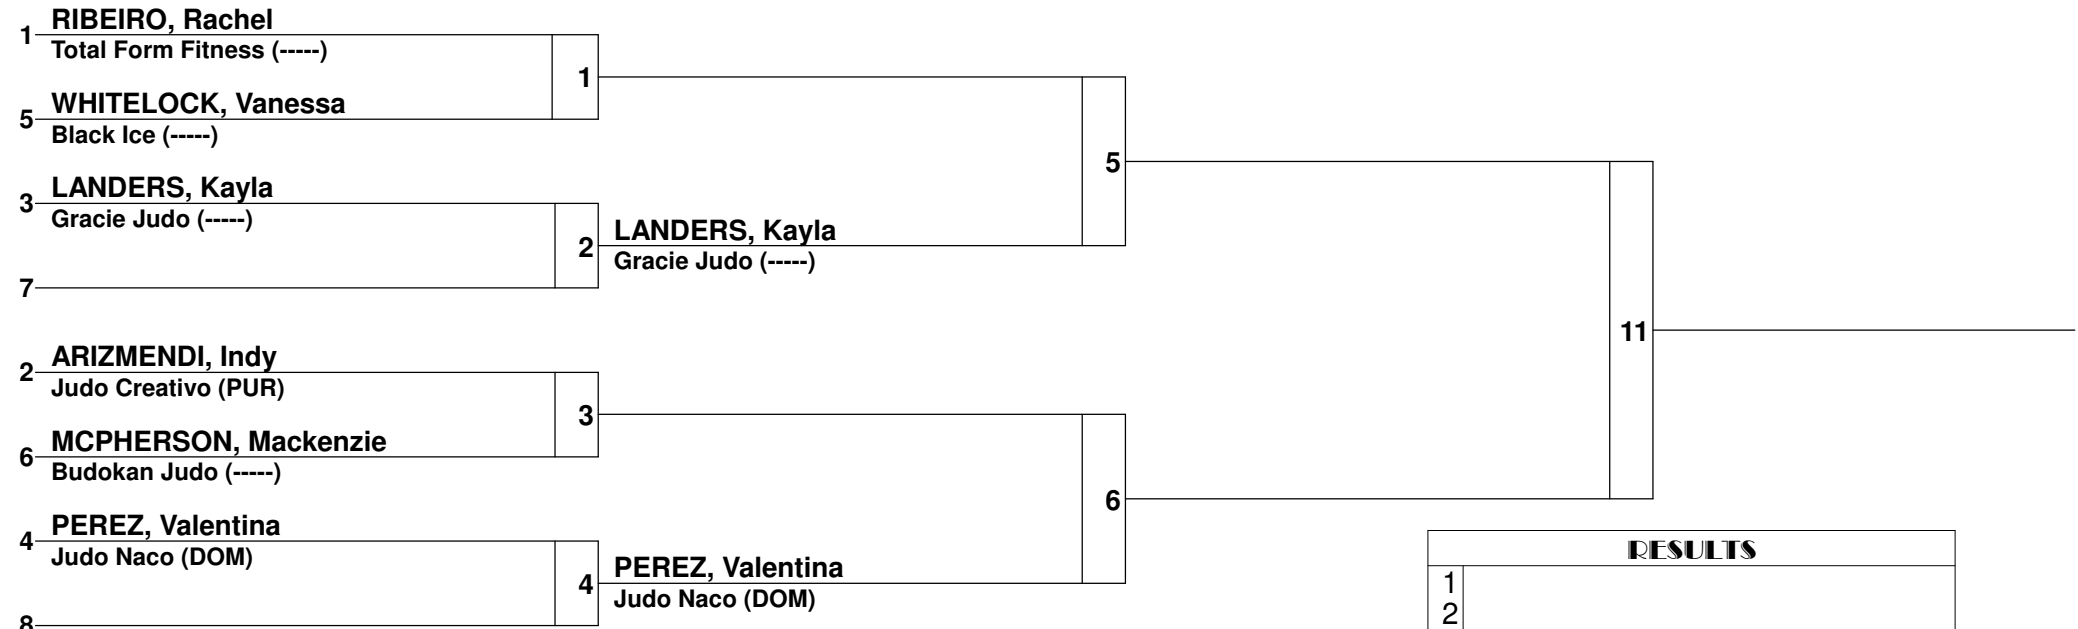 1 RIBEIRO, Rachel
Total Form Fitness (-----)
1
5 WHITELOCK, Vanessa
Black Ice (-----)
5
3 LANDERS, Kayla
Gracie Judo (-----)
2 LANDERS, Kayla
Gracie Judo (-----)
7
11
2 ARIZMENDI, Indy
Judo Creativo (PUR)
3
6 MCPHERSON, Mackenzie
Budokan Judo (-----)
6
4 PEREZ, Valentina
Judo Naco (DOM)
4 PEREZ, Valentina
Judo Naco (DOM)
8
RESULTS
1
2